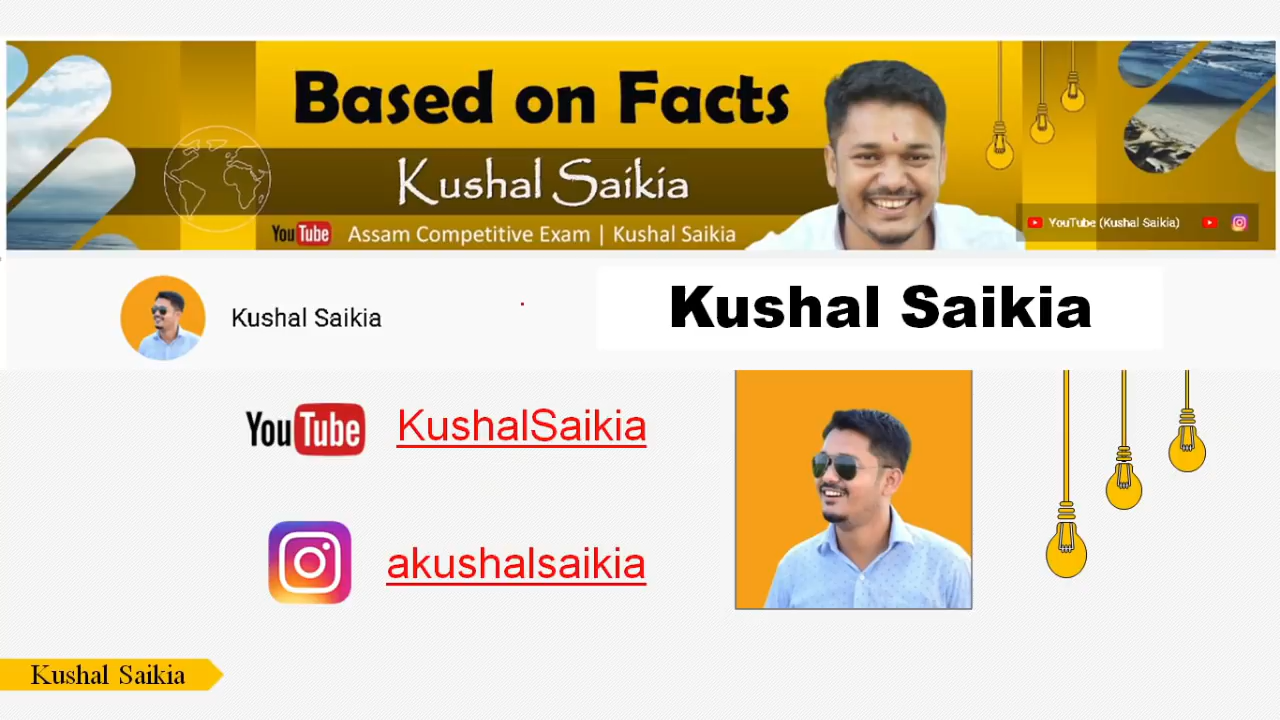 Based on Facts
Kushal Saikia
YouTube Assam Competitive Exam | Kushal Saikia
YouTube (Kushal Saikia)
Kushal Saikia
Kushal Saikia
YouTube KushalSaikia
akushalsaikia
Kushal Saikia